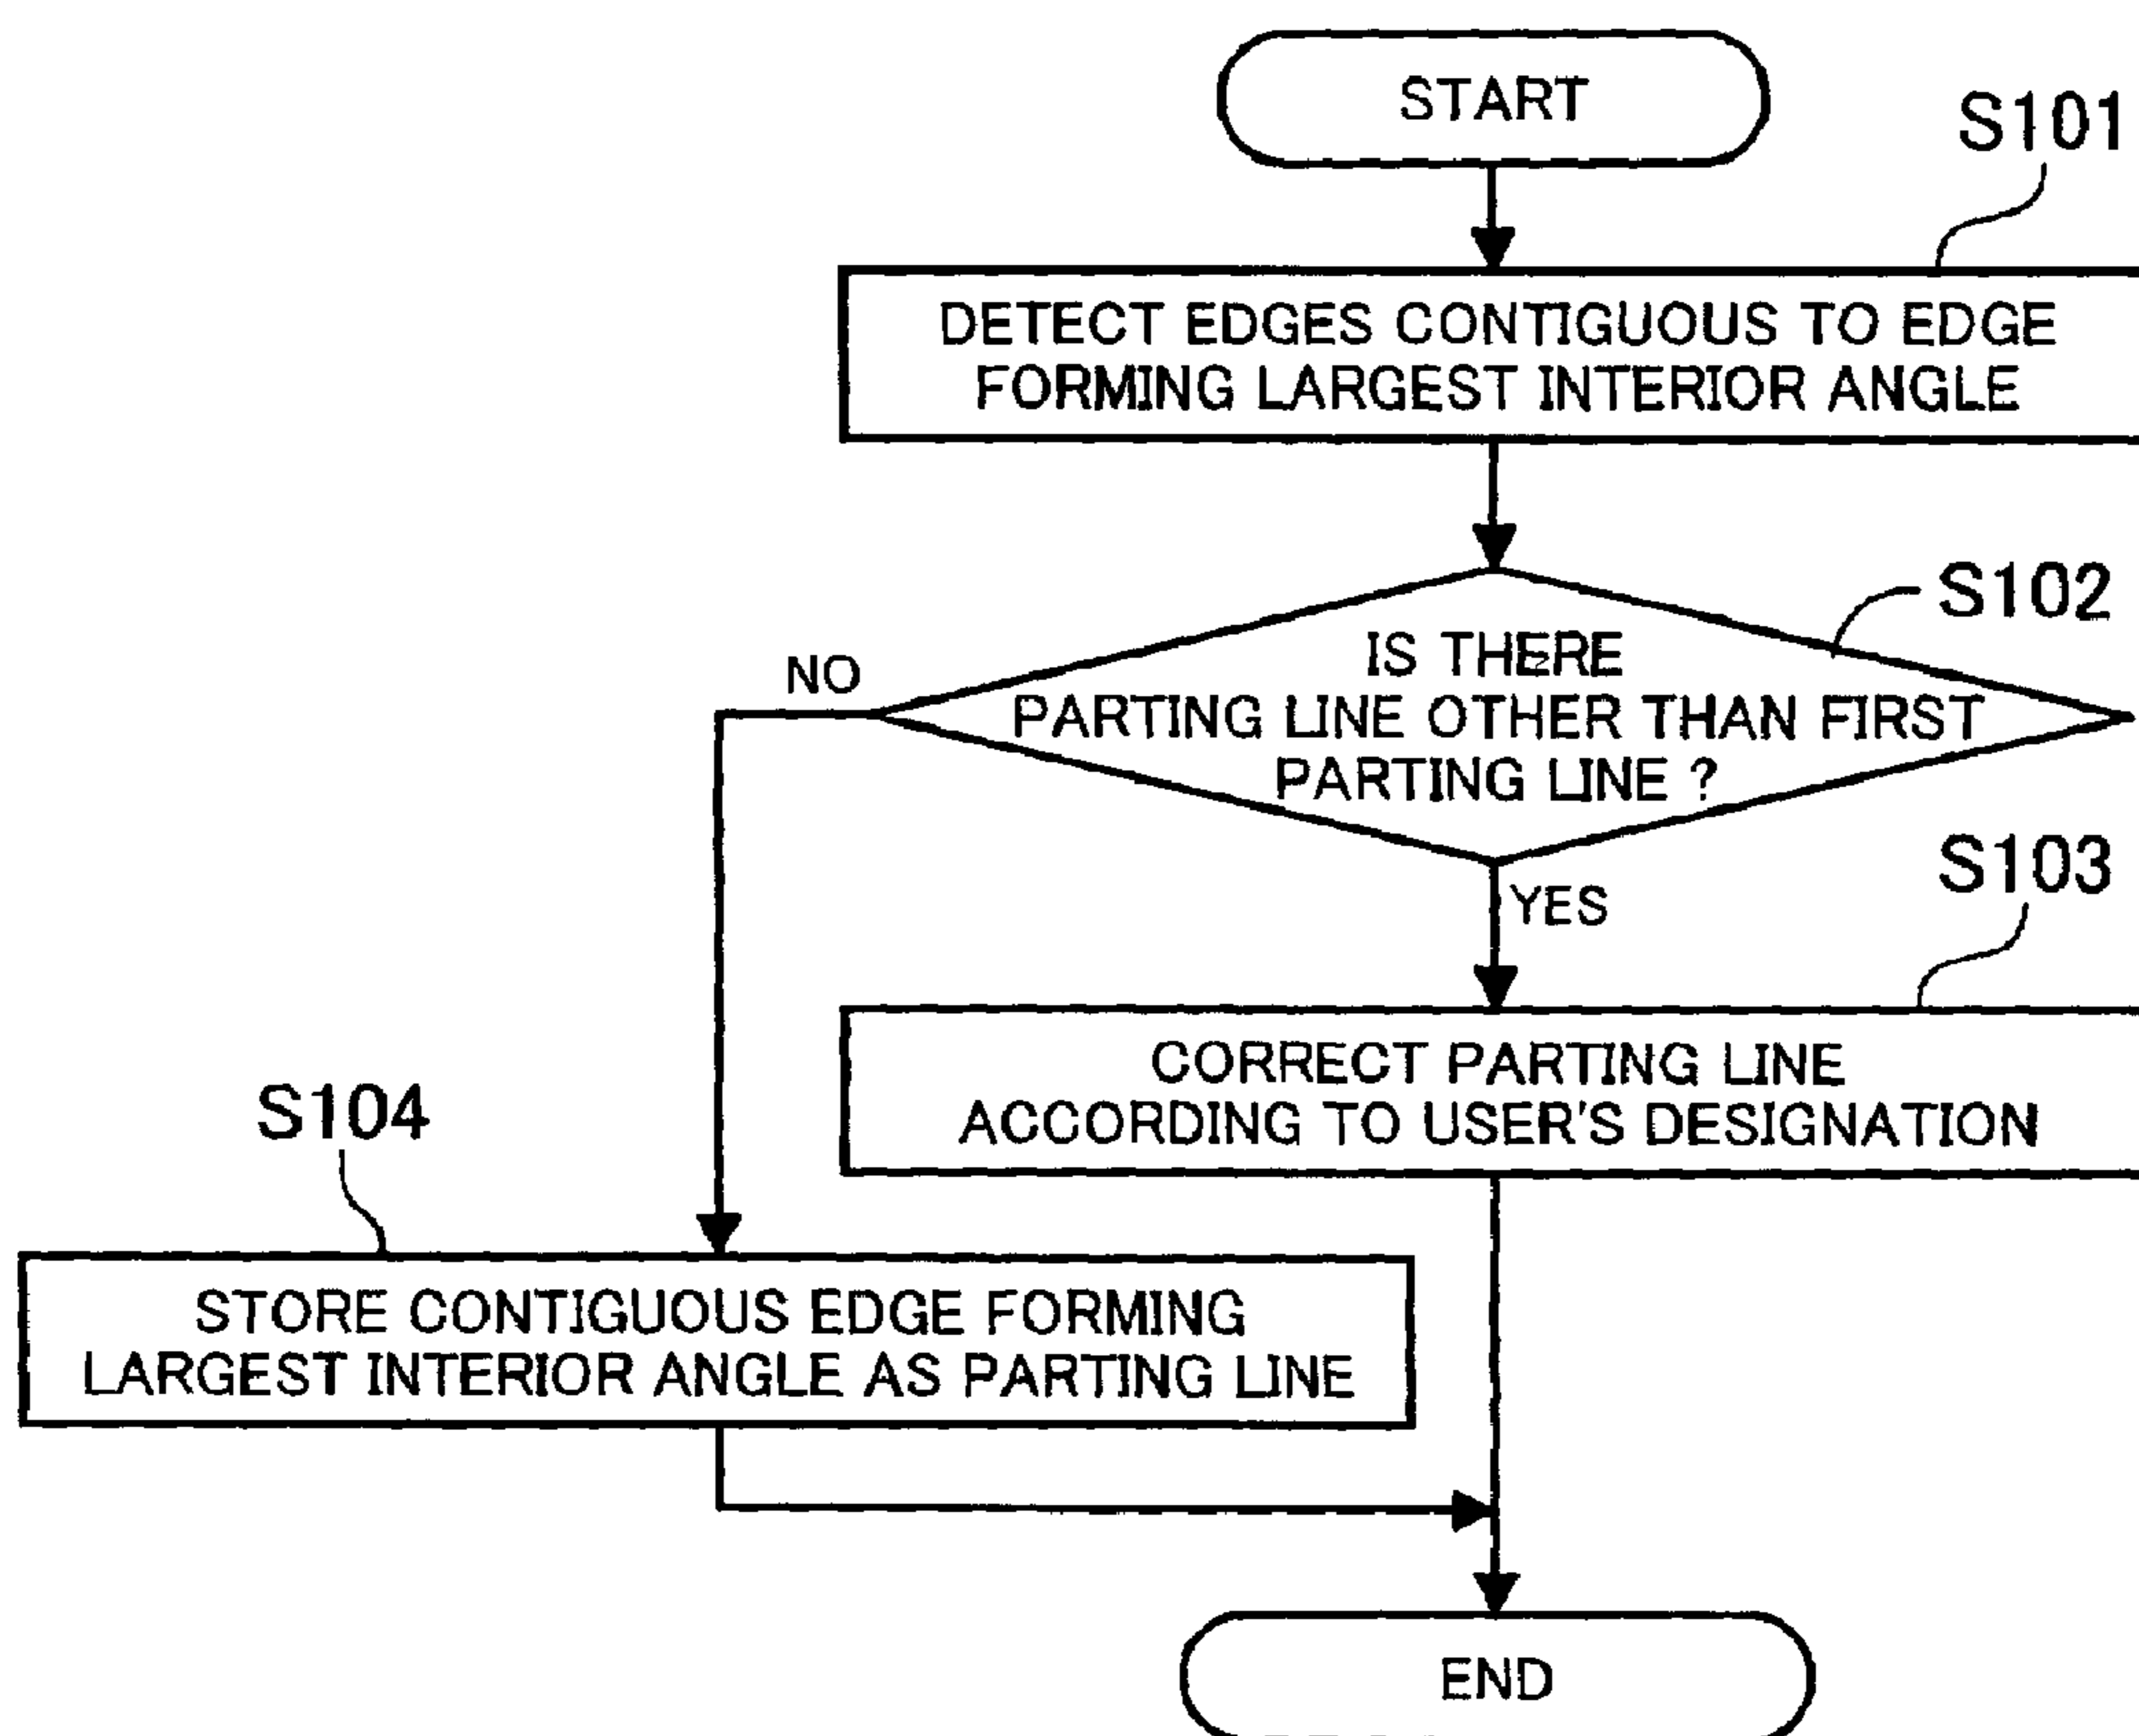 START
S101
DETECT EDGES CONTIGUOUS TO EDGE
FORMING LARGEST INTERIOR ANGLE
S102
IS THERE
PARTING LINE OTHER THAN FIRST
PARTING LINE ?
NO
YES
S103
CORRECT PARTING LINE
ACCORDING TO USER'S DESIGNATION
S104
STORE CONTIGUOUS EDGE FORMING
LARGEST INTERIOR ANGLE AS PARTING LINE
END